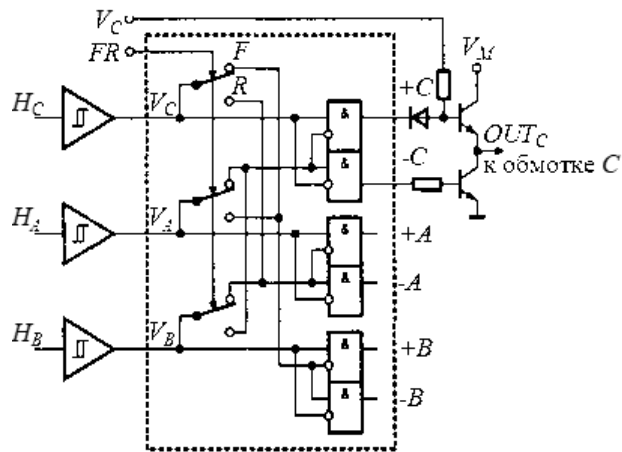 V_C
FR
F
V_M
H_C
V_C
R
&
+C
OUT_C
&
-C
к обмотке C
H_A
V_A
&
+A
&
-A
H_B
V_B
&
+B
&
-B